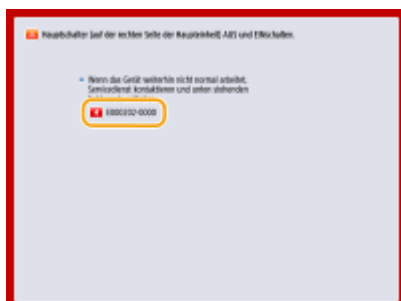 Hauptschalter (auf der rechten Seite der Haupteinheit) AUS und EINschalten.
Wenn das Gerät weiterhin nicht normal arbeitet,
Servicedienst kontaktieren und unten stehenden
E000202-0000